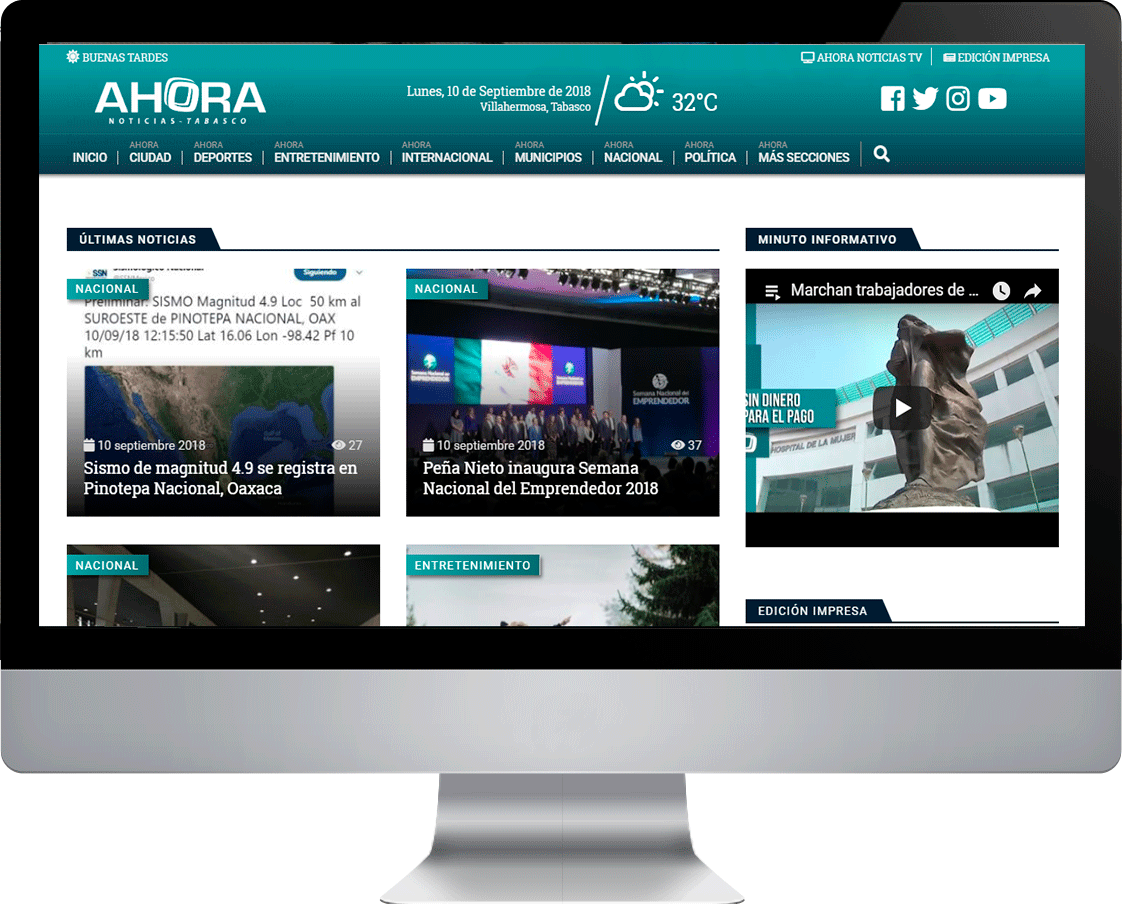 BUENAS TARDES
AHORA NOTICIAS TV
EDICIÓN IMPRESA
AHORA
NOTICIAS-TABASCO
Lunes, 10 de Septiembre de 2018
Villahermosa, Tabasco
32°C
INICIO
AHORA
CIUDAD
AHORA
DEPORTES
AHORA
ENTRETENIMIENTO
AHORA
INTERNACIONAL
AHORA
MUNICIPIOS
AHORA
NACIONAL
AHORA
POLÍTICA
AHORA
MÁS SECCIONES
ÚLTIMAS NOTICIAS
SSN
Siguiendo
NACIONAL
Preliminar: SISMO Magnitud 4.9 Loc 50 km al
SUROESTE de PINOTEPA NACIONAL, OAX
10/09/18 12:15:50 Lat 16.06 Lon -98.42 Pf 10
km
10 septiembre 2018
27
Sismo de magnitud 4.9 se registra en
Pinotepa Nacional, Oaxaca
NACIONAL
Semana Nacional del
EMPRENDEDOR
10 septiembre 2018
37
Peña Nieto inaugura Semana
Nacional del Emprendedor 2018
NACIONAL
ENTRETENIMIENTO
MINUTO INFORMATIVO
Marchan trabajadores de ...
SIN DINERO
PARA EL PAGO
HOSPITAL DE LA MUJER
EDICIÓN IMPRESA